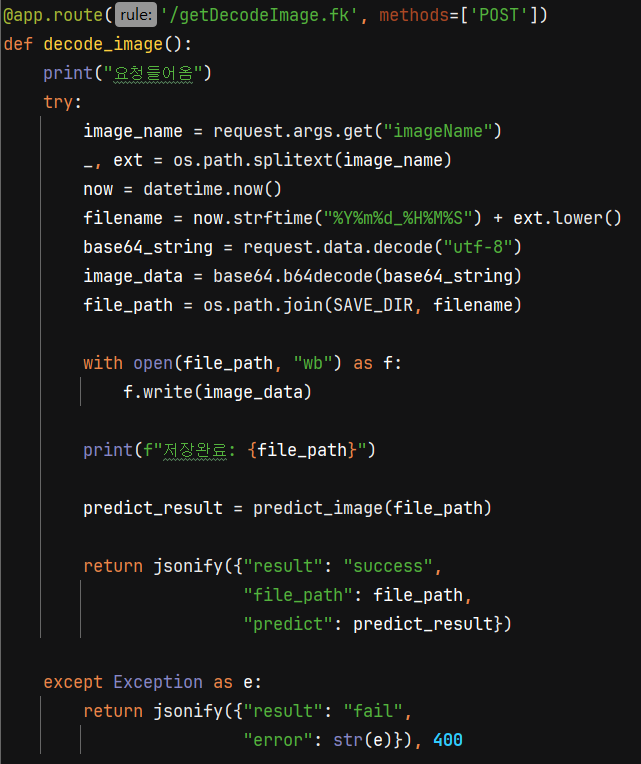 @app.route( rule: '/getDecodeImage.fk', methods=['POST'])
def decode_image():
    print("요청들어옴")
    try:
        image_name = request.args.get("imageName")
        _, ext = os.path.splitext(image_name)
        now = datetime.now()
        filename = now.strftime("%Y%m%d_%H%M%S") + ext.lower()
        base64_string = request.data.decode("utf-8")
        image_data = base64.b64decode(base64_string)
        file_path = os.path.join(SAVE_DIR, filename)

        with open(file_path, "wb") as f:
            f.write(image_data)

        print(f"저장완료: {file_path}")

        predict_result = predict_image(file_path)

        return jsonify({"result": "success",
                        "file_path": file_path,
                        "predict": predict_result})

    except Exception as e:
        return jsonify({"result": "fail",
                        "error": str(e)}), 400